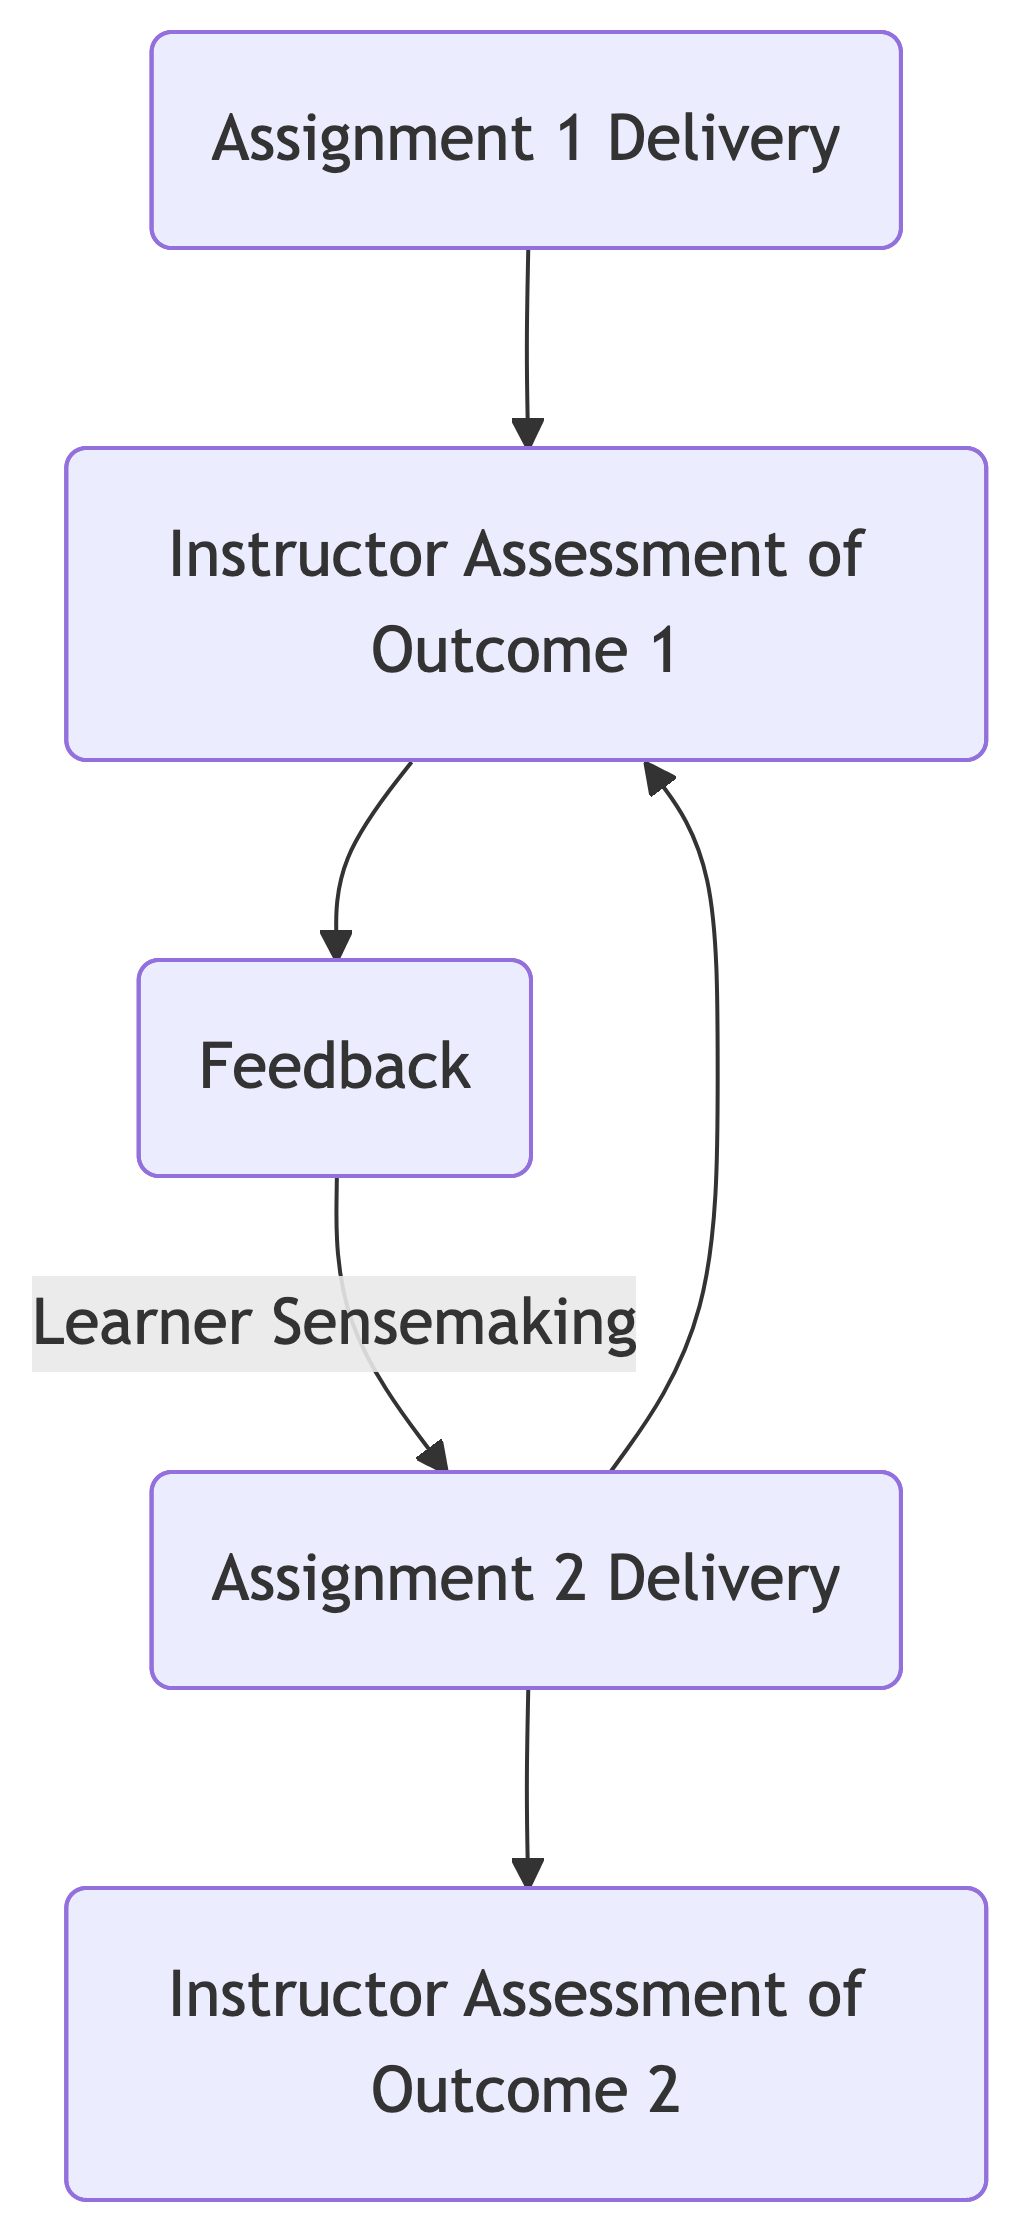 Assignment 1 Delivery
Instructor Assessment of
Outcome 1
Feedback
Learner Sensemaking
Assignment 2 Delivery
Instructor Assessment of
Outcome 2